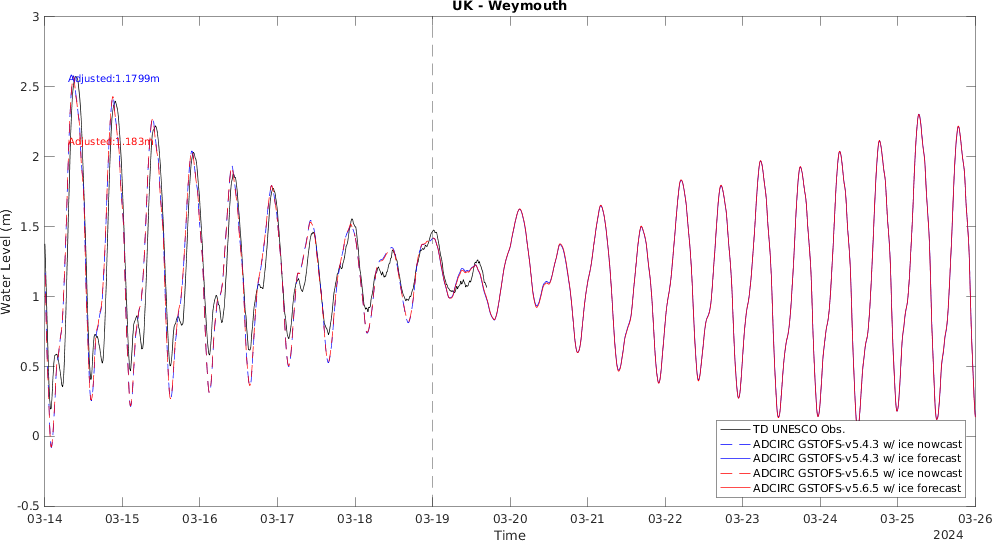 UK - Weymouth
3
2.5
2
1.5
1
0.5
0
-0.5
Water Level (m)
Adjusted:1.1799m
Adjusted:1.183m
TD UNESCO Obs.
ADCIRC GSTOFS-v5.4.3 w/ ice nowcast
ADCIRC GSTOFS-v5.4.3 w/ ice forecast
ADCIRC GSTOFS-v5.6.5 w/ ice nowcast
ADCIRC GSTOFS-v5.6.5 w/ ice forecast
03-14 03-15 03-16 03-17 03-18 03-19 03-20 03-21 03-22 03-23 03-24 03-25 03-26
Time
2024